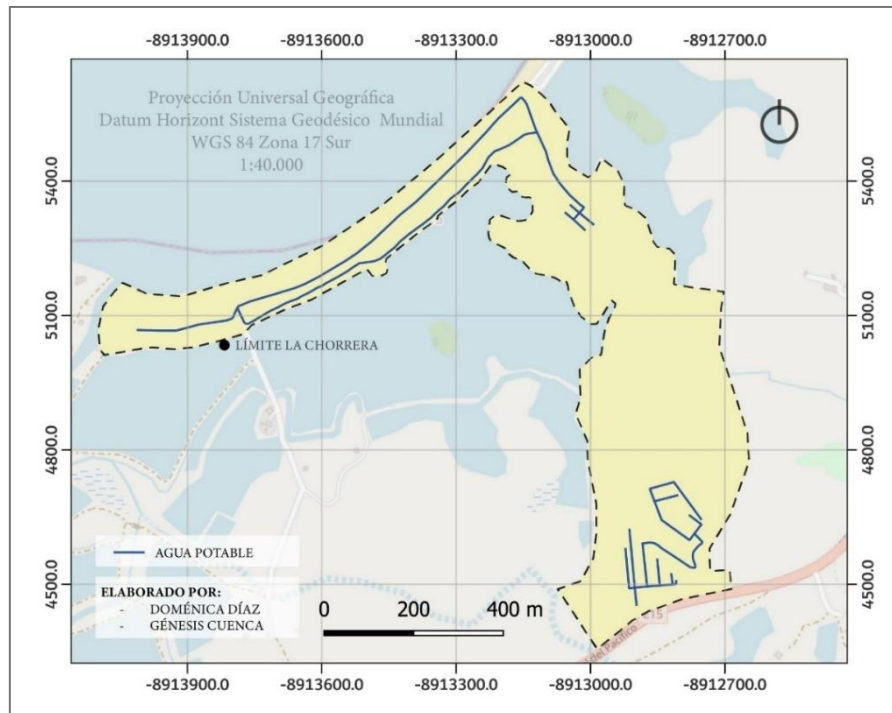 -8913900.0 -8913600.0 -8913300.0 -8913000.0 -8912700.0
Proyección Universal Geográfica
Datum Horizont Sistema Geodésico Mundial
WGS 84 Zona 17 Sur
1:40.000
5400.0 5400.0
5100.0 5100.0
LÍMITE LA CHORRERA
4800.0 4800.0
AGUA POTABLE
4500.0 4500.0
ELABORADO POR:
- DOMÉNICA DÍAZ
- GÉNESIS CUENCA
0 200 400 m
E15
del Pacífico
-8913900.0 -8913600.0 -8913300.0 -8913000.0 -8912700.0